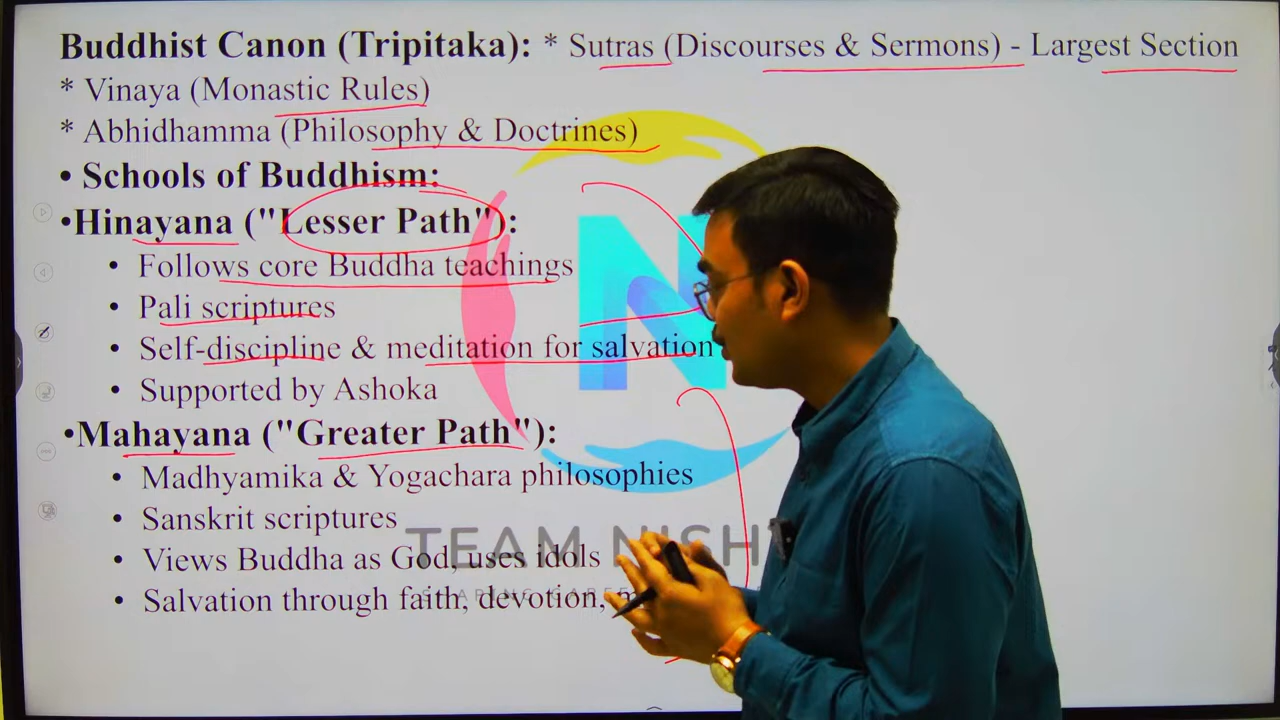 Buddhist Canon (Tripitaka): * Sutras (Discourses & Sermons) - Largest Section
* Vinaya (Monastic Rules)
* Abhidhamma (Philosophy & Doctrines)
• Schools of Buddhism:
•Hinayana ("Lesser Path"):
• Follows core Buddha teachings
• Pali scriptures
• Self-discipline & meditation for salvation
• Supported by Ashoka
•Mahayana ("Greater Path"):
• Madhyamika & Yogachara philosophies
• Sanskrit scriptures
TEAM
• Views Buddha as God, uses idols
• Salvation through faith, devotion,